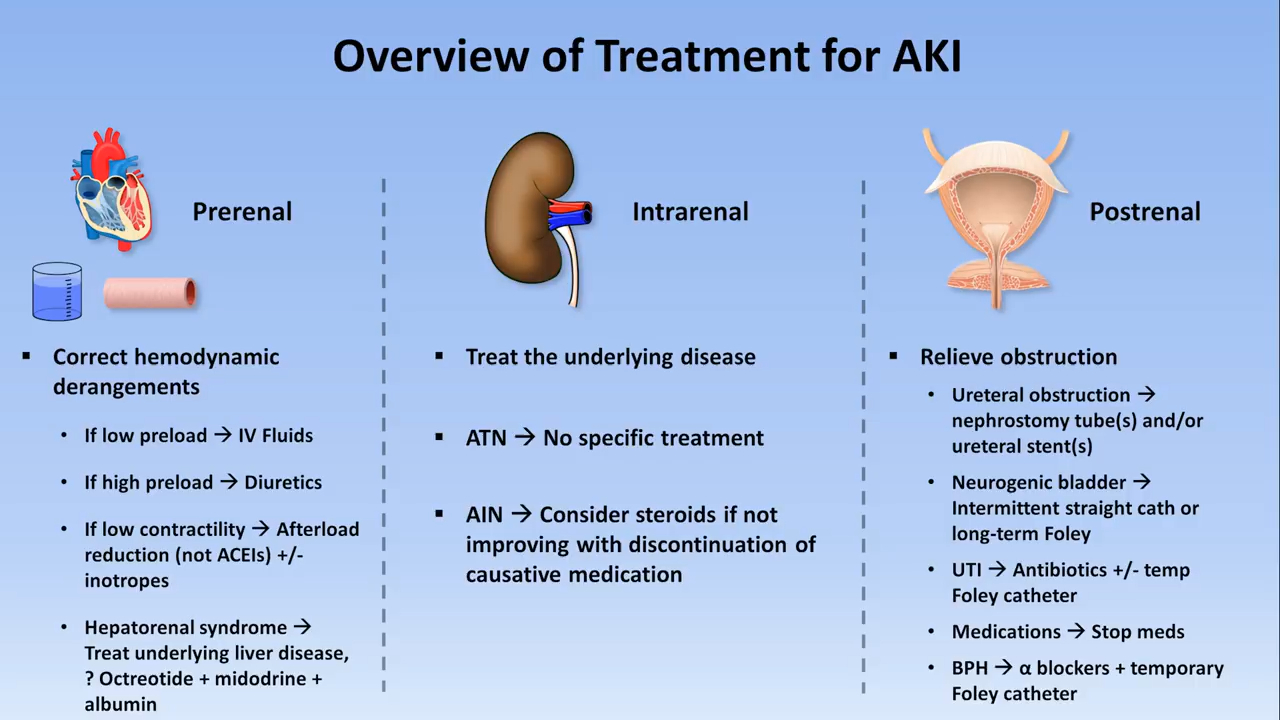 Overview of Treatment for AKI
Prerenal
▪ Correct hemodynamic
derangements
• If low preload → IV Fluids
• If high preload → Diuretics
• If low contractility → Afterload
reduction (not ACEIs) +/-
inotropes
• Hepatorenal syndrome →
Treat underlying liver disease,
? Octreotide + midodrine +
albumin
Intrarenal
▪ Treat the underlying disease
▪ ATN → No specific treatment
▪ AIN → Consider steroids if not
improving with discontinuation of
causative medication
Postrenal
▪ Relieve obstruction
• Ureteral obstruction →
nephrostomy tube(s) and/or
ureteral stent(s)
• Neurogenic bladder →
Intermittent straight cath or
long-term Foley
• UTI → Antibiotics +/- temp
Foley catheter
• Medications → Stop meds
• BPH → α blockers + temporary
Foley catheter